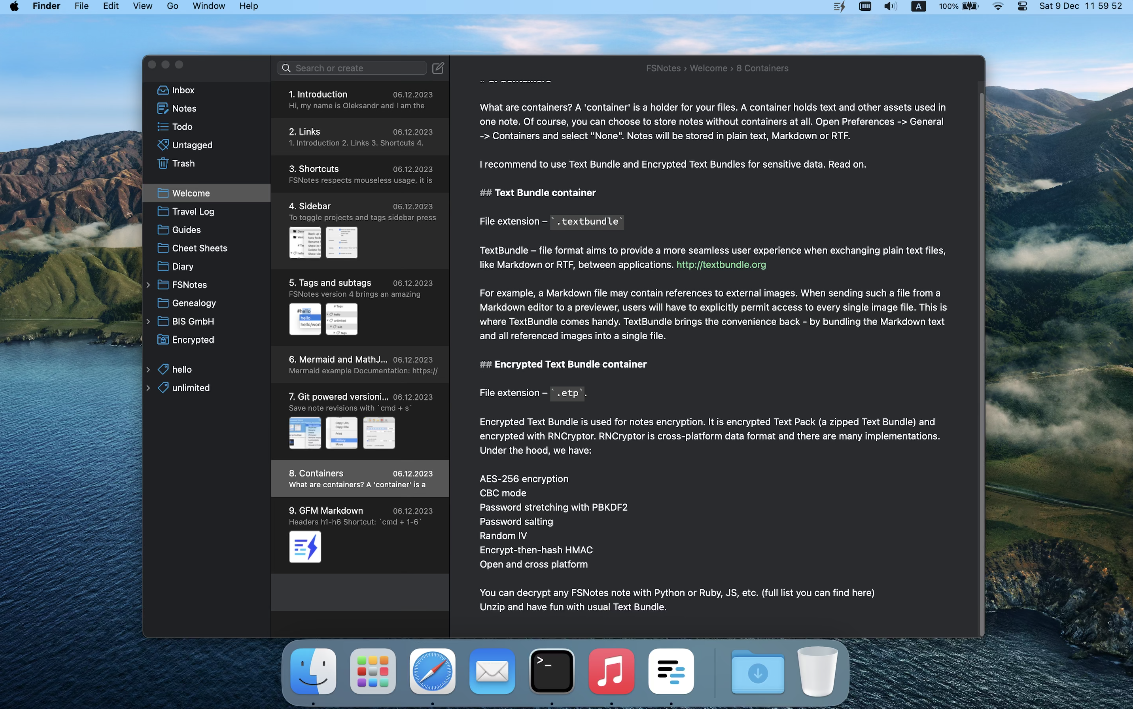 Finder File Edit View Go Window Help
A 100% Sat 9 Dec 11 59 52
Search or create
FSNotes › Welcome › 8 Containers
Inbox
Notes
Todo
Untagged
Trash
Welcome
Travel Log
Guides
Cheet Sheets
Diary
FSNotes
Genealogy
BIS GmbH
Encrypted
hello
unlimited
1. Introduction 06.12.2023
Hi, my name is Oleksandr and I am the
2. Links 06.12.2023
1. Introduction 2. Links 3. Shortcuts 4.
3. Shortcuts 06.12.2023
FSNotes respects mouseless usage, it is
4. Sidebar 06.12.2023
To toggle projects and tags sidebar press
5. Tags and subtags 06.12.2023
FSNotes version 4 brings an amazing
6. Mermaid and MathJ... 06.12.2023
Mermaid example Documentation: https://
7. Git powered versioni... 06.12.2023
Save note revisions with `cmd + s`
8. Containers 06.12.2023
What are containers? A 'container' is a
9. GFM Markdown 06.12.2023
Headers h1-h6 Shortcut: `cmd + 1-6`
What are containers? A 'container' is a holder for your files. A container holds text and other assets used in
one note. Of course, you can choose to store notes without containers at all. Open Preferences -> General
-> Containers and select "None". Notes will be stored in plain text, Markdown or RTF.
I recommend to use Text Bundle and Encrypted Text Bundles for sensitive data. Read on.
## Text Bundle container
File extension – `.textbundle`
TextBundle – file format aims to provide a more seamless user experience when exchanging plain text files,
like Markdown or RTF, between applications. http://textbundle.org
For example, a Markdown file may contain references to external images. When sending such a file from a
Markdown editor to a previewer, users will have to explicitly permit access to every single image file. This is
where TextBundle comes handy. TextBundle brings the convenience back - by bundling the Markdown text
and all referenced images into a single file.
## Encrypted Text Bundle container
File extension – `.etp`.
Encrypted Text Bundle is used for notes encryption. It is encrypted Text Pack (a zipped Text Bundle) and
encrypted with RNCryptor. RNCryptor is cross-platform data format and there are many implementations.
Under the hood, we have:
AES-256 encryption
CBC mode
Password stretching with PBKDF2
Password salting
Random IV
Encrypt-then-hash HMAC
Open and cross platform
You can decrypt any FSNotes note with Python or Ruby, JS, etc. (full list you can find here)
Unzip and have fun with usual Text Bundle.